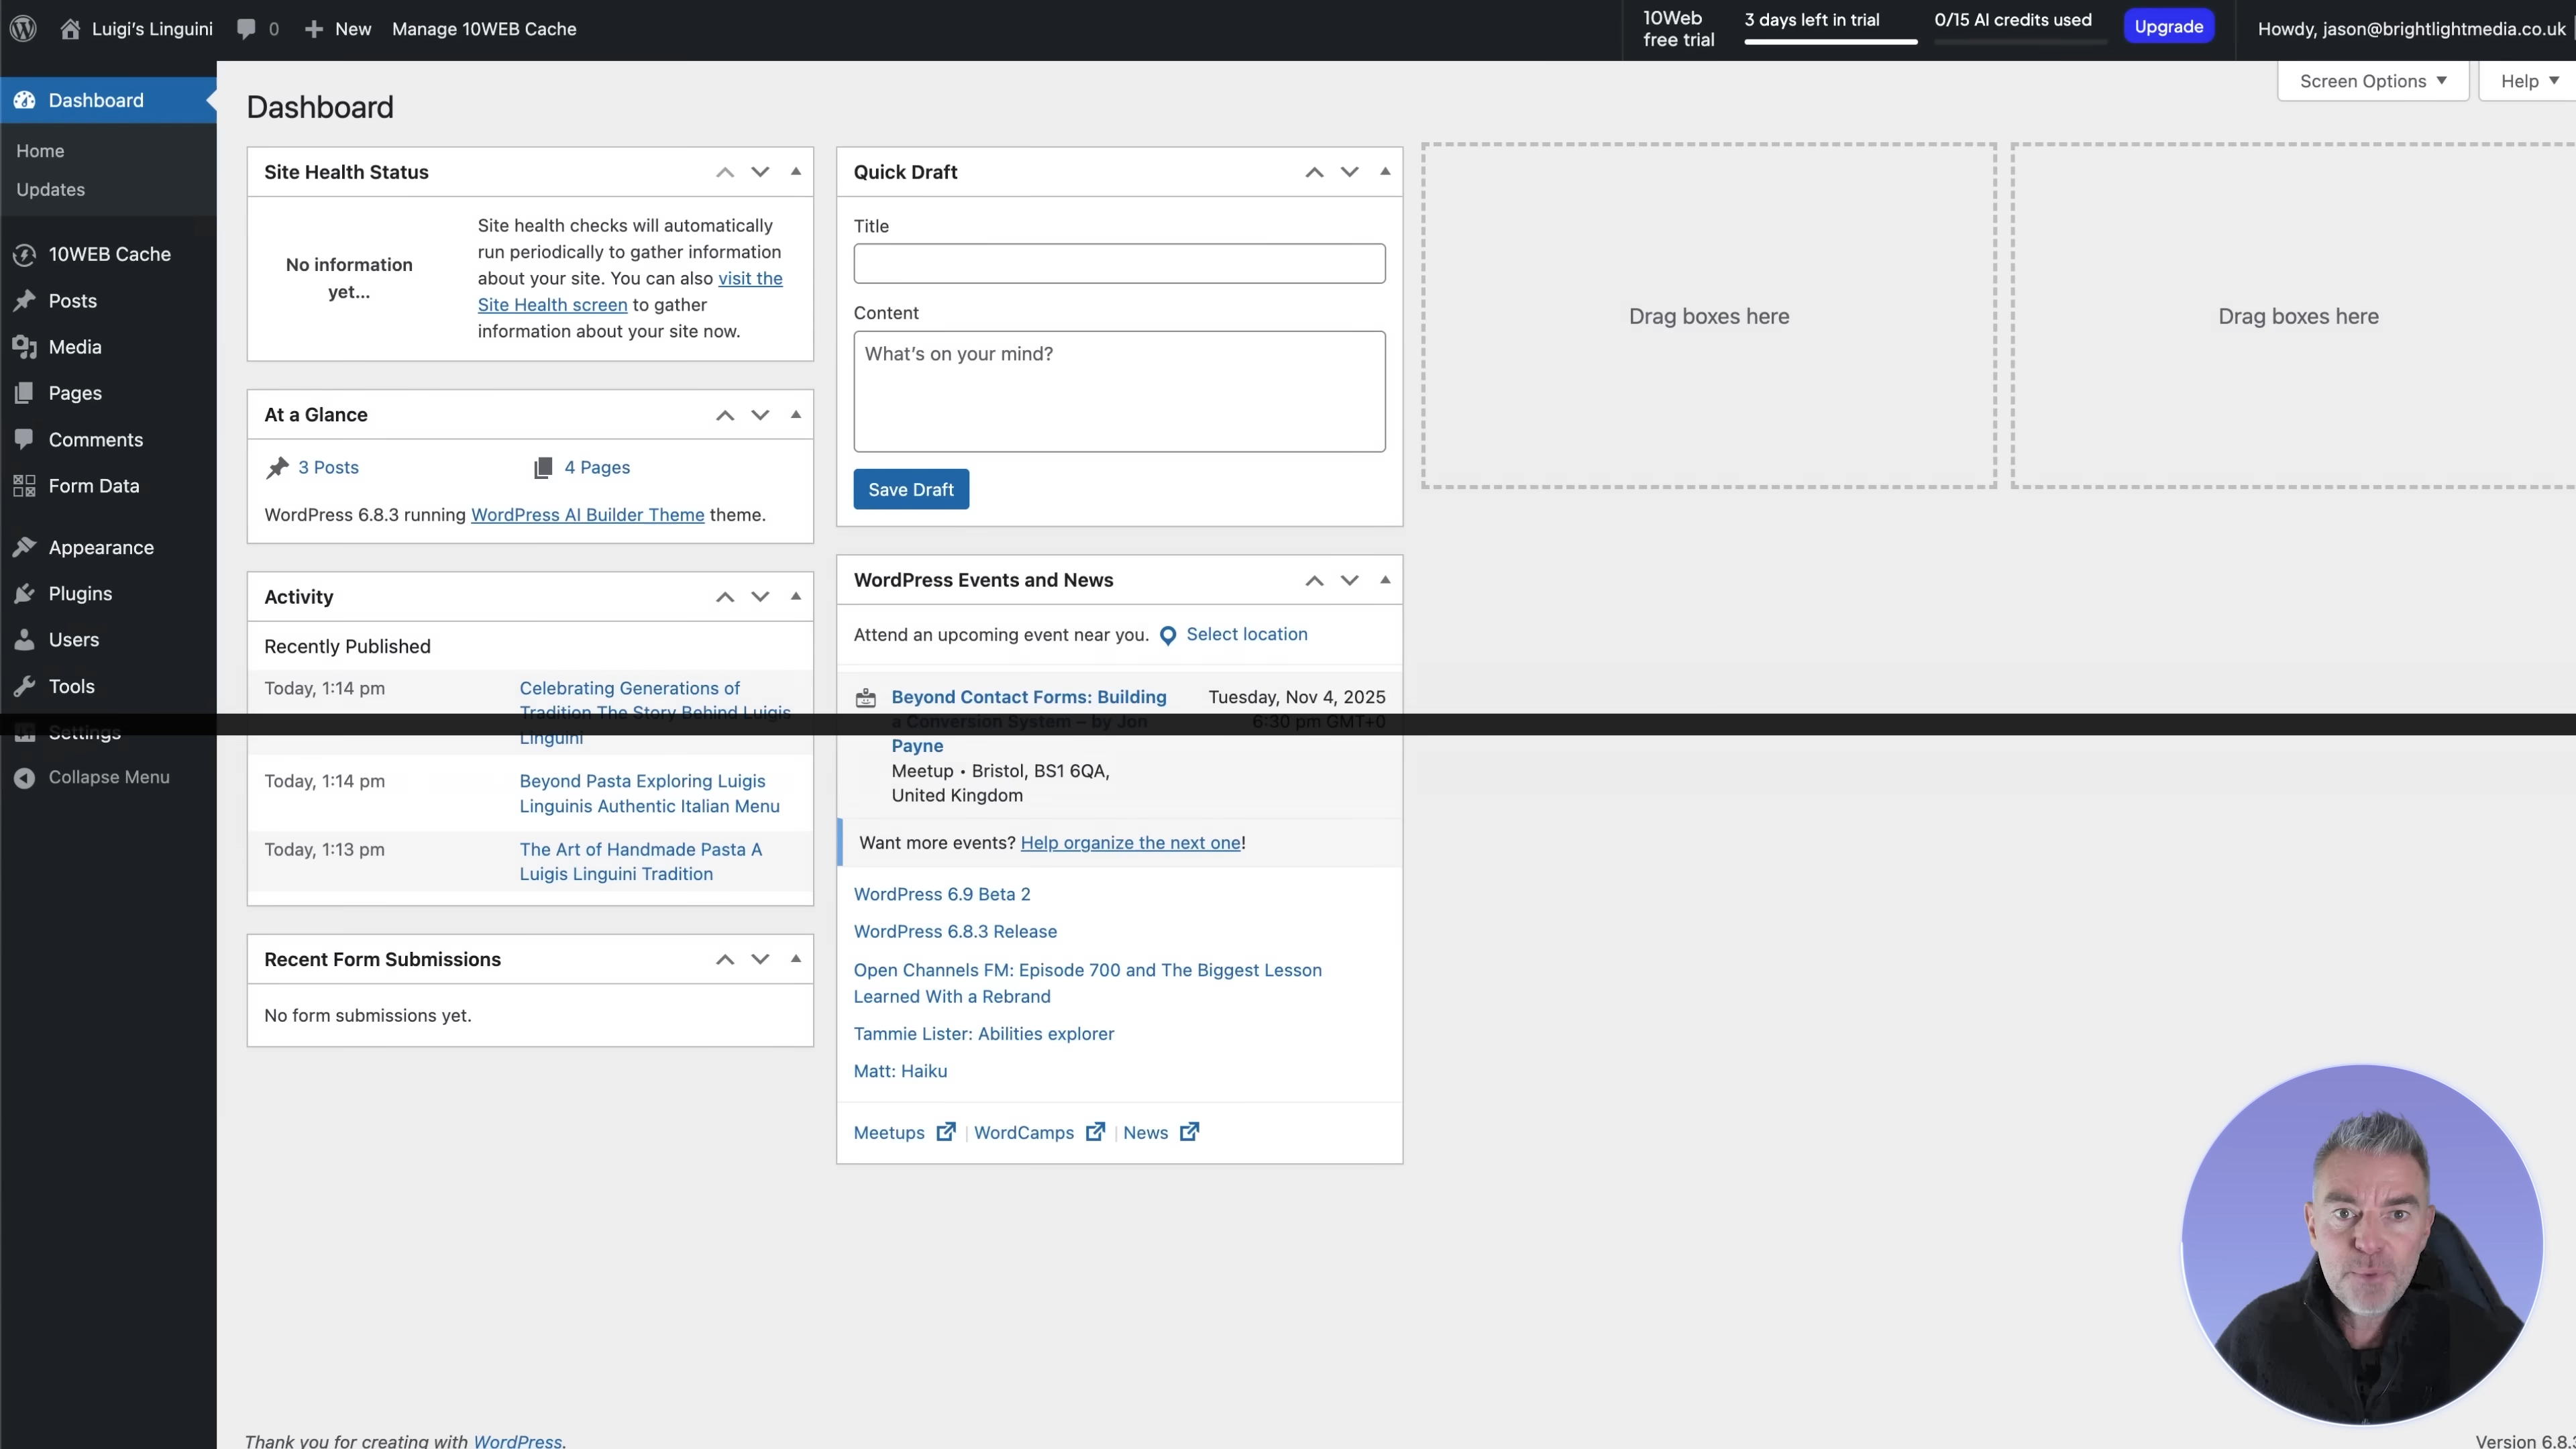 Luigi's Linguini
0
New
Manage 10WEB Cache
10Web
free trial
3 days left in trial
0/15 AI credits used
Upgrade
Howdy, jason@brightlightmedia.co.uk
Screen Options
Help
Dashboard
Home
Updates
10WEB Cache
Posts
Media
Pages
Comments
Form Data
Appearance
Plugins
Users
Tools
Settings
Collapse Menu
Dashboard
Site Health Status
No information
yet...
Site health checks will automatically
run periodically to gather information
about your site. You can also visit the
Site Health screen to gather
information about your site now.
At a Glance
3 Posts
4 Pages
WordPress 6.8.3 running WordPress AI Builder Theme theme.
Activity
Recently Published
Today, 1:14 pm
Celebrating Generations of
Tradition The Story Behind Luigis
Linguini
Today, 1:14 pm
Beyond Pasta Exploring Luigis
Linguinis Authentic Italian Menu
Today, 1:13 pm
The Art of Handmade Pasta A
Luigis Linguini Tradition
Recent Form Submissions
No form submissions yet.
Quick Draft
Title
Content
What's on your mind?
Save Draft
WordPress Events and News
Attend an upcoming event near you.
Select location
Beyond Contact Forms: Building
a Conversion System – by Jon
Payne
Tuesday, Nov 4, 2025
6:30 pm GMT+0
Meetup • Bristol, BS1 6QA,
United Kingdom
Want more events? Help organize the next one!
WordPress 6.9 Beta 2
WordPress 6.8.3 Release
Open Channels FM: Episode 700 and The Biggest Lesson
Learned With a Rebrand
Tammie Lister: Abilities explorer
Matt: Haiku
Meetups | WordCamps | News
Drag boxes here
Drag boxes here
Thank you for creating with WordPress.
Version 6.8.3